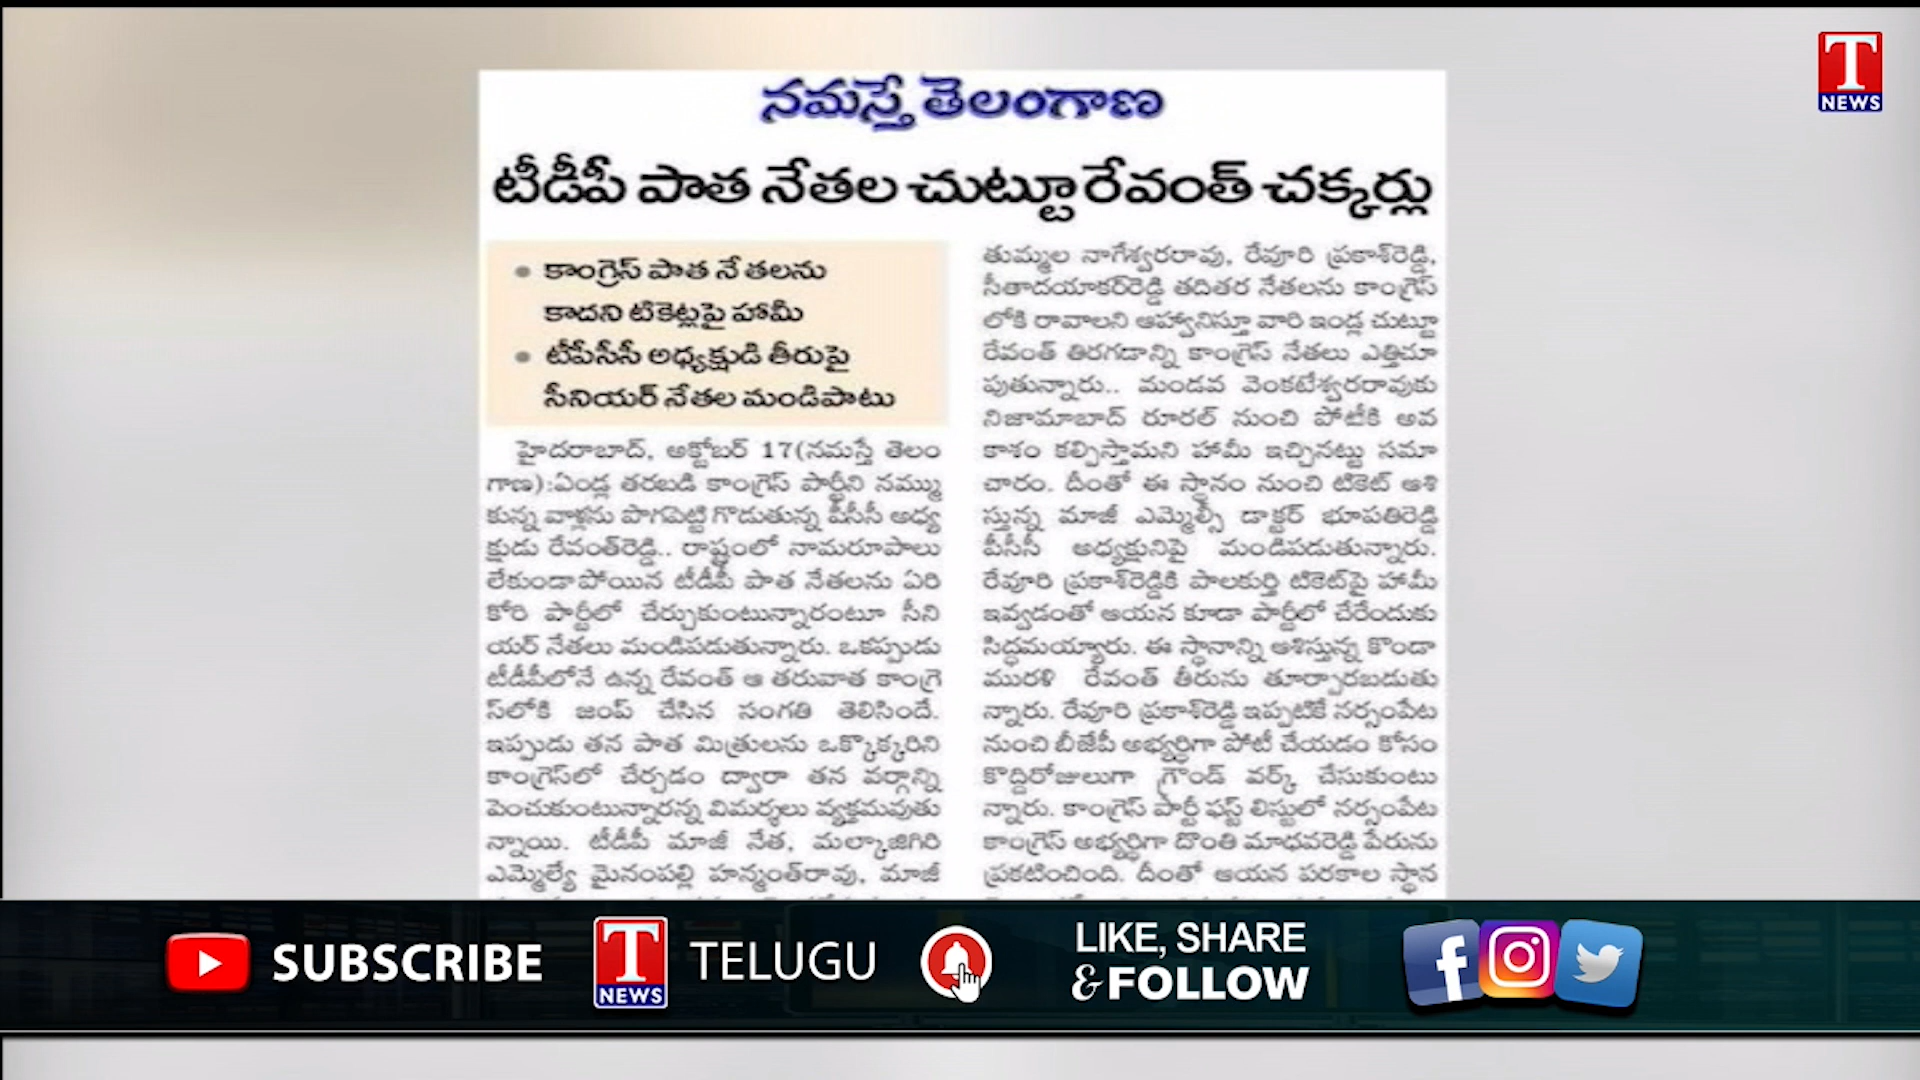 T
NEWS
నమస్తే తెలంగాణ
టీడీపీ పాత నేతల చుట్టూ రేవంత్ చక్కర్లు
• కాంగ్రెస్ పాత నే తలను
కాదని టికెట్లపై హామీ
• టీపీసీసీ అధ్యక్షుడి తీరుపై
సీనియర్ నేతల మండిపాటు
హైదరాబాద్, అక్టోబర్ 17(నమస్తే తెలం
గాణ):ఏండ్ల తరబడి కాంగ్రెస్ పార్టీని నమ్ము
కున్న వాళ్లను పొగపెట్టి గొడుతున్న పీసీసీ అధ్య
క్షుడు రేవంత్‌రెడ్డి.. రాష్ట్రంలో నామరూపాలు
లేకుండాపోయిన టీడీపీ పాత నేతలను ఏరి
కోరి పార్టీలో చేర్చుకుంటున్నారంటూ సీని
యర్ నేతలు మండిపడుతున్నారు. ఒకప్పుడు
టీడీపీలోనే ఉన్న రేవంత్ ఆ తరువాత కాంగ్రె
స్‌లోకి జంప్ చేసిన సంగతి తెలిసిందే.
ఇప్పుడు తన పాత మిత్రులను ఒక్కొక్కరిని
కాంగ్రెస్‌లో చేర్చడం ద్వారా తన వర్గాన్ని
పెంచుకుంటున్నారన్న విమర్శలు వ్యక్తమవుతు
న్నాయి. టీడీపీ మాజీ నేత, మల్కాజిగిరి
ఎమ్మెల్యే మైనంపల్లి హన్మంత్‌రావు, మాజీ
తుమ్మల నాగేశ్వరరావు, రేవూరి ప్రకాశ్‌రెడ్డి,
సీతాదయాకర్‌రెడ్డి తదితర నేతలను కాంగ్రెస్
లోకి రావాలని ఆహ్వానిస్తూ వారి ఇండ్ల చుట్టూ
రేవంత్ తిరగడాన్ని కాంగ్రెస్ నేతలు ఎత్తిచూ
పుతున్నారు.. మండవ వెంకటేశ్వరరావుకు
నిజామాబాద్ రూరల్ నుంచి పోటీకి అవ
కాశం కల్పిస్తామని హామీ ఇచ్చినట్టు సమా
చారం. దీంతో ఈ స్థానం నుంచి టికెట్ ఆశి
స్తున్న మాజీ ఎమ్మెల్సీ డాక్టర్ భూపతిరెడ్డి
పీసీసీ అధ్యక్షునిపై మండిపడుతున్నారు.
రేవూరి ప్రకాశ్‌రెడ్డికి పాలకుర్తి టికెట్‌పై హామీ
ఇవ్వడంతో ఆయన కూడా పార్టీలో చేరేందుకు
సిద్ధమయ్యారు. ఈ స్థానాన్ని ఆశిస్తున్న కొండా
మురళి రేవంత్ తీరును తూర్పారబడుతు
న్నారు. రేవూరి ప్రకాశ్‌రెడ్డి ఇప్పటికే నర్సంపేట
నుంచి బీజేపీ అభ్యర్థిగా పోటీ చేయడం కోసం
కొద్దిరోజులుగా గ్రౌండ్ వర్క్ చేసుకుంటు
న్నారు. కాంగ్రెస్ పార్టీ ఫస్ట్ లిస్టులో నర్సంపేట
కాంగ్రెస్ అభ్యర్థిగా దొంతి మాధవరెడ్డి పేరును
ప్రకటించింది. దీంతో ఆయన పరకాల స్థాన
SUBSCRIBE T NEWS TELUGU LIKE, SHARE
& FOLLOW